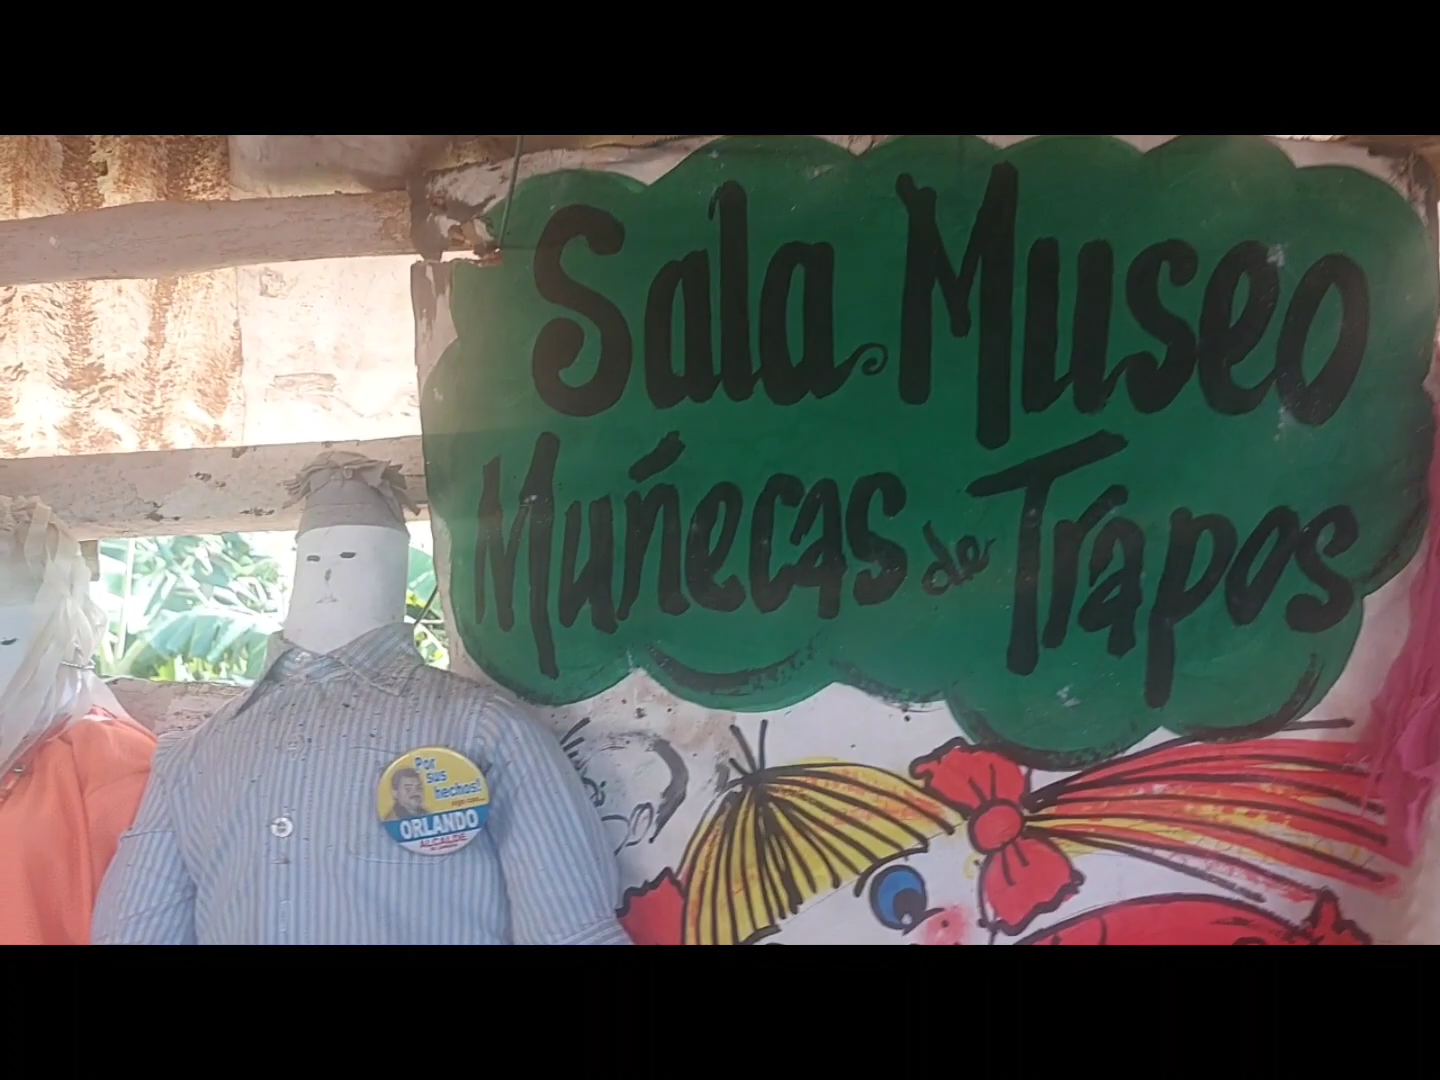 Sala Museo
Muñecas de Trapos
Por
sus
hechos!
ORLANDO
ALCALDE